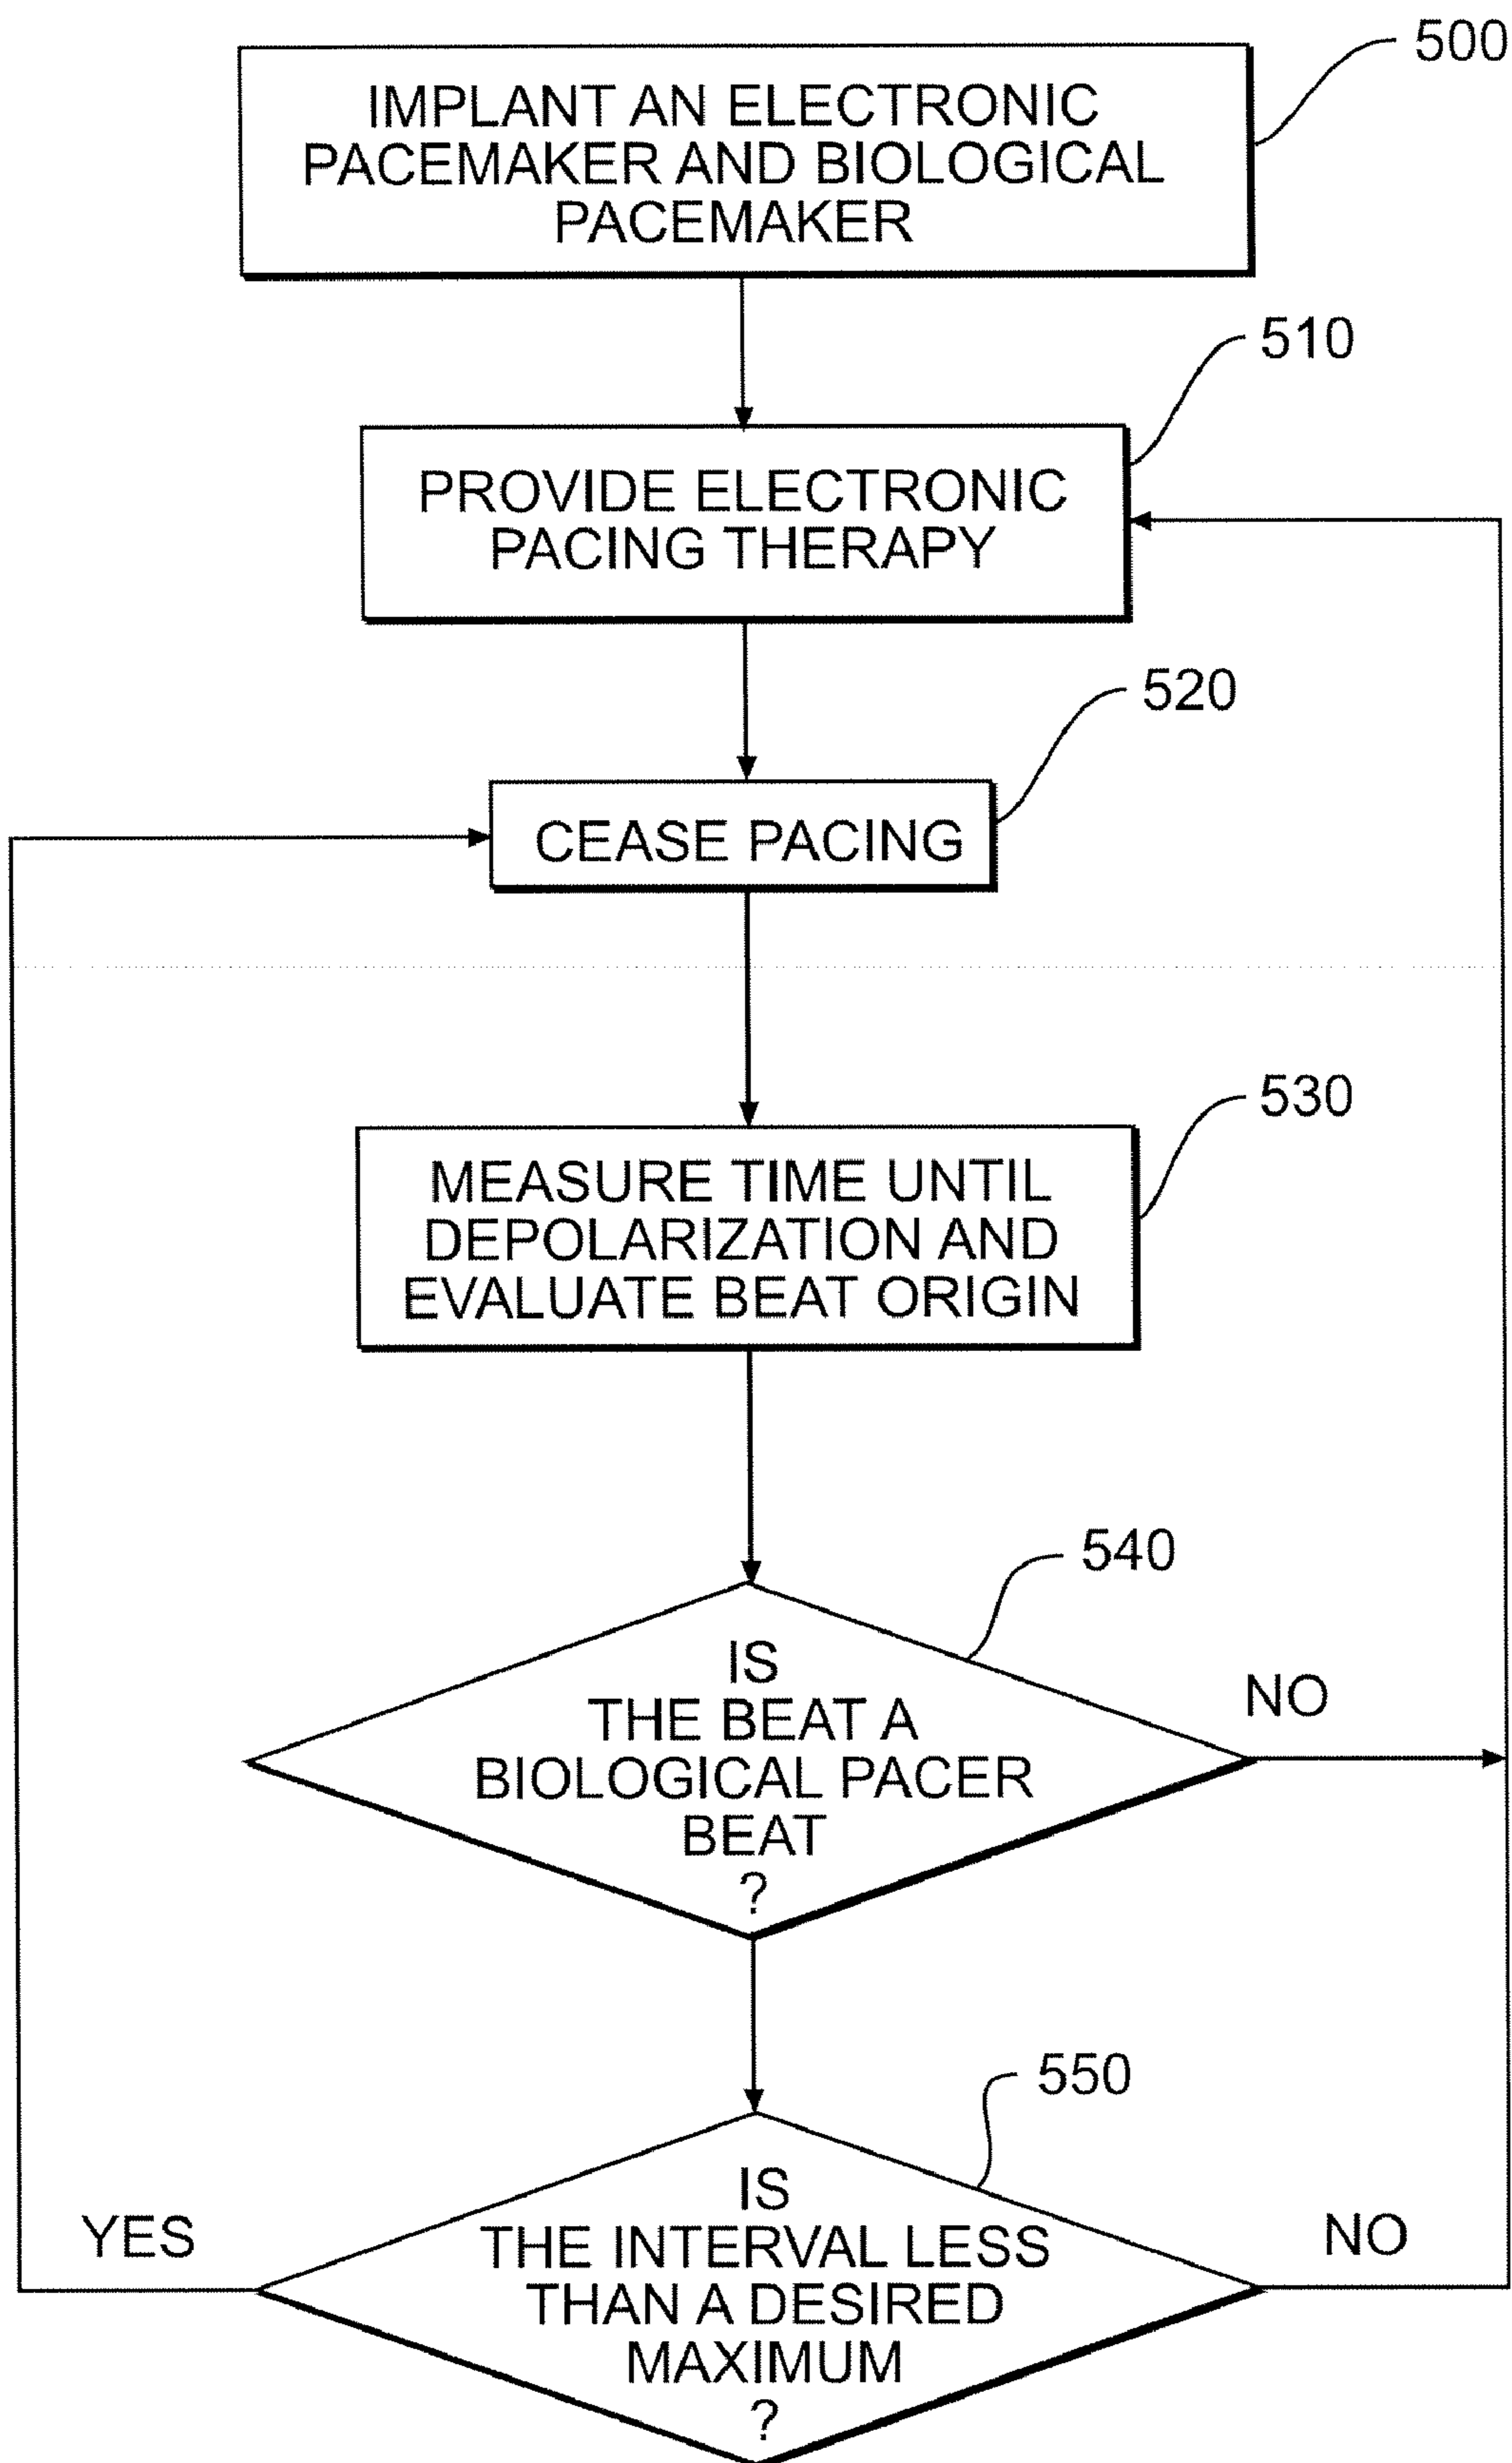 500
IMPLANT AN ELECTRONIC
PACEMAKER AND BIOLOGICAL
PACEMAKER
510
PROVIDE ELECTRONIC
PACING THERAPY
520
CEASE PACING
530
MEASURE TIME UNTIL
DEPOLARIZATION AND
EVALUATE BEAT ORIGIN
540
IS
THE BEAT A
BIOLOGICAL PACER
BEAT
?
NO
550
IS
THE INTERVAL LESS
THAN A DESIRED
MAXIMUM
?
YES
NO